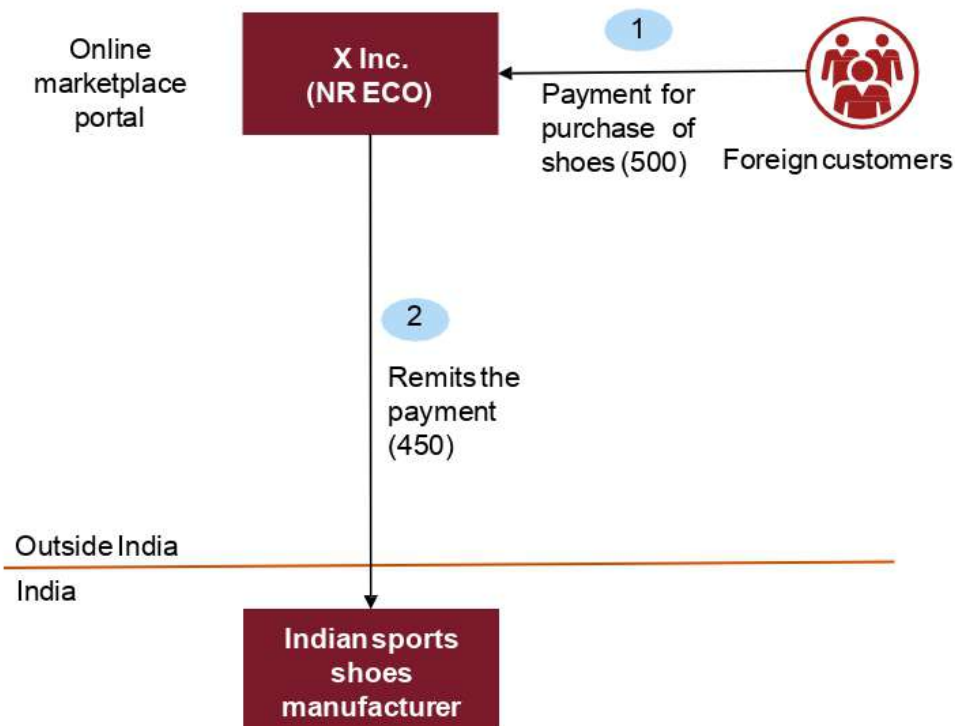 Online
marketplace
portal
X Inc.
(NR ECO)
1
Payment for
purchase of
shoes (500)
Foreign customers
2
Remits the
payment
(450)
Outside India
India
Indian sports
shoes
manufacturer